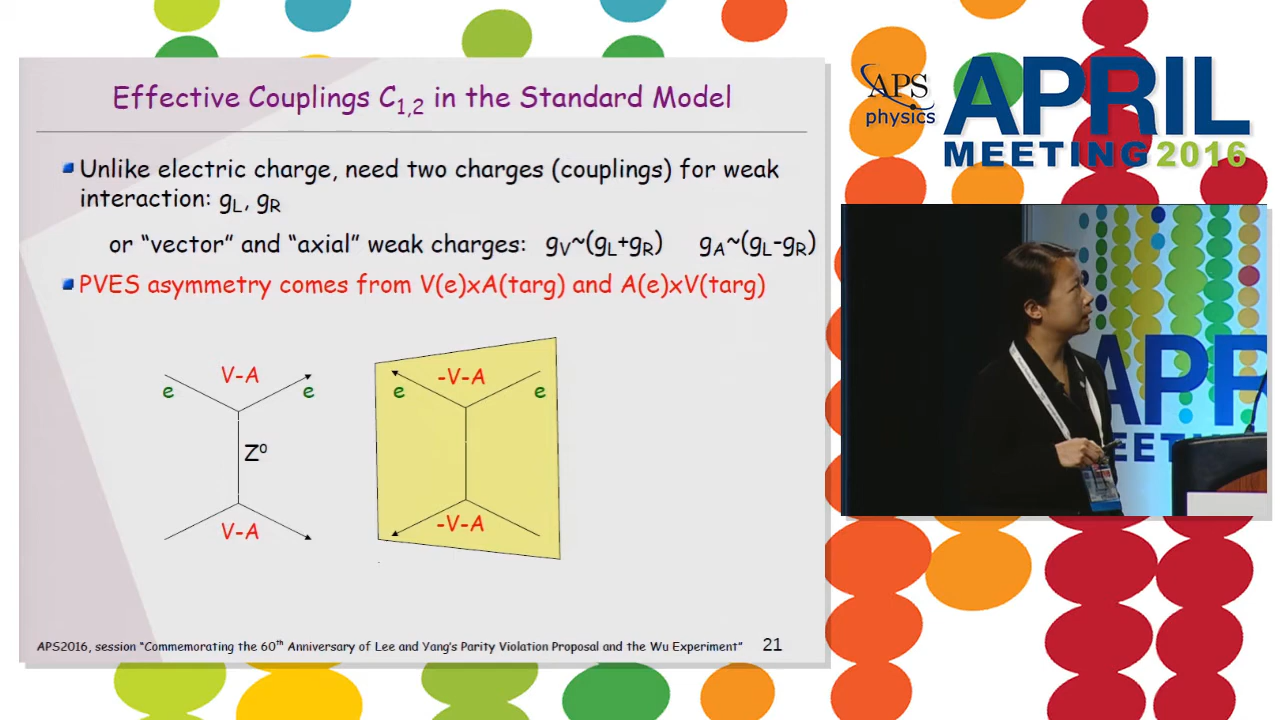 Effective Couplings C1,2 in the Standard Model
Unlike electric charge, need two charges (couplings) for weak
interaction: gL, gR
or “vector” and “axial” weak charges: gV~(gL+gR) gA~(gL-gR)
PVES asymmetry comes from V(e)xA(targ) and A(e)xV(targ)
V-A
e
e
Z⁰
V-A
-V-A
e
e
-V-A
APS2016, session “Commemorating the 60th Anniversary of Lee and Yang’s Parity Violation Proposal and the Wu Experiment” 21
APS
physics
APRIL
MEETING 2016
APR
MEETING